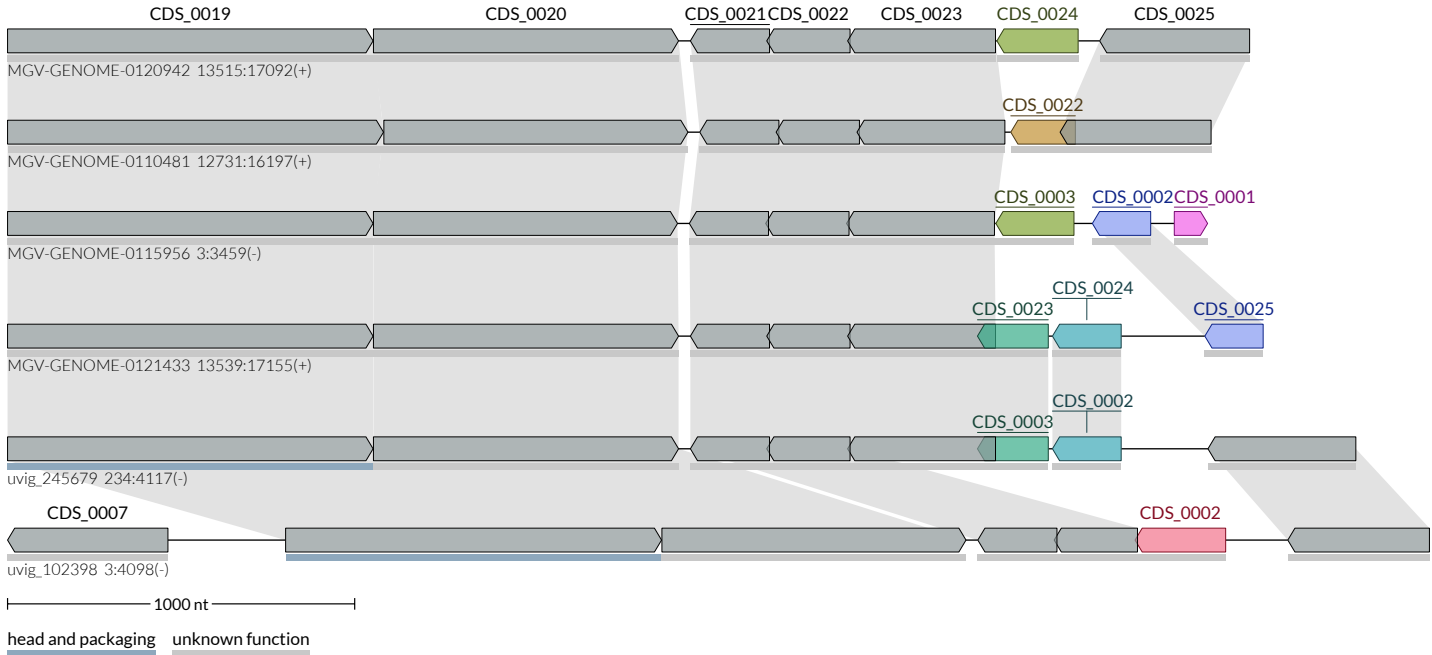 CDS_0019 CDS_0020 CDS_0021 CDS_0022 CDS_0023 CDS_0024 CDS_0025
MGV-GENOME-0120942 13515:17092(+)
CDS_0022
MGV-GENOME-0110481 12731:16197(+)
CDS_0003 CDS_0002 CDS_0001
MGV-GENOME-0115956 3:3459(-)
CDS_0024
CDS_0023 CDS_0025
MGV-GENOME-0121433 13539:17155(+)
CDS_0002
CDS_0003
uvig_245679 234:4117(-)
CDS_0007 CDS_0002
uvig_102398 3:4098(-)
1000 nt
head and packaging unknown function